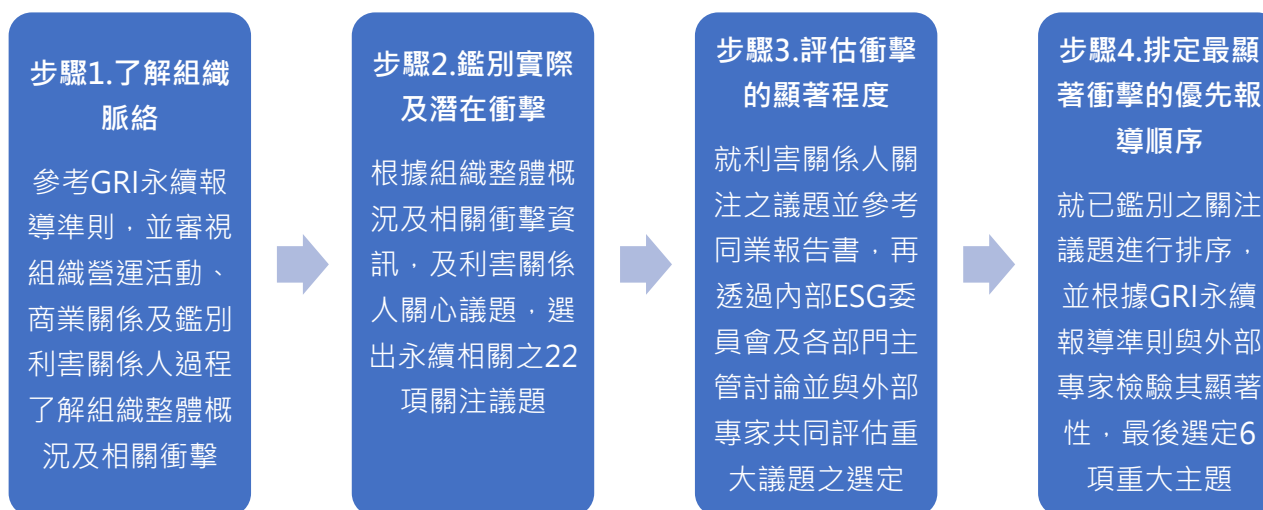 步驟1.了解組織
脈絡
參考GRI永續報
導準則，並審視
組織營運活動、
商業關係及鑑別
利害關係人過程
了解組織整體概
況及相關衝擊
步驟2.鑑別實際
及潛在衝擊
根據組織整體概
況及相關衝擊資
訊，及利害關係
人關心議題，選
出永續相關之22
項關注議題
步驟3.評估衝擊
的顯著程度
就利害關係人關
注之議題並參考
同業報告書，再
透過內部ESG委
員會及各部門主
管討論並與外部
專家共同評估重
大議題之選定
步驟4.排定最顯
著衝擊的優先報
導順序
就已鑑別之關注
議題進行排序，
並根據GRI永續
報導準則與外部
專家檢驗其顯著
性，最後選定6
項重大主題